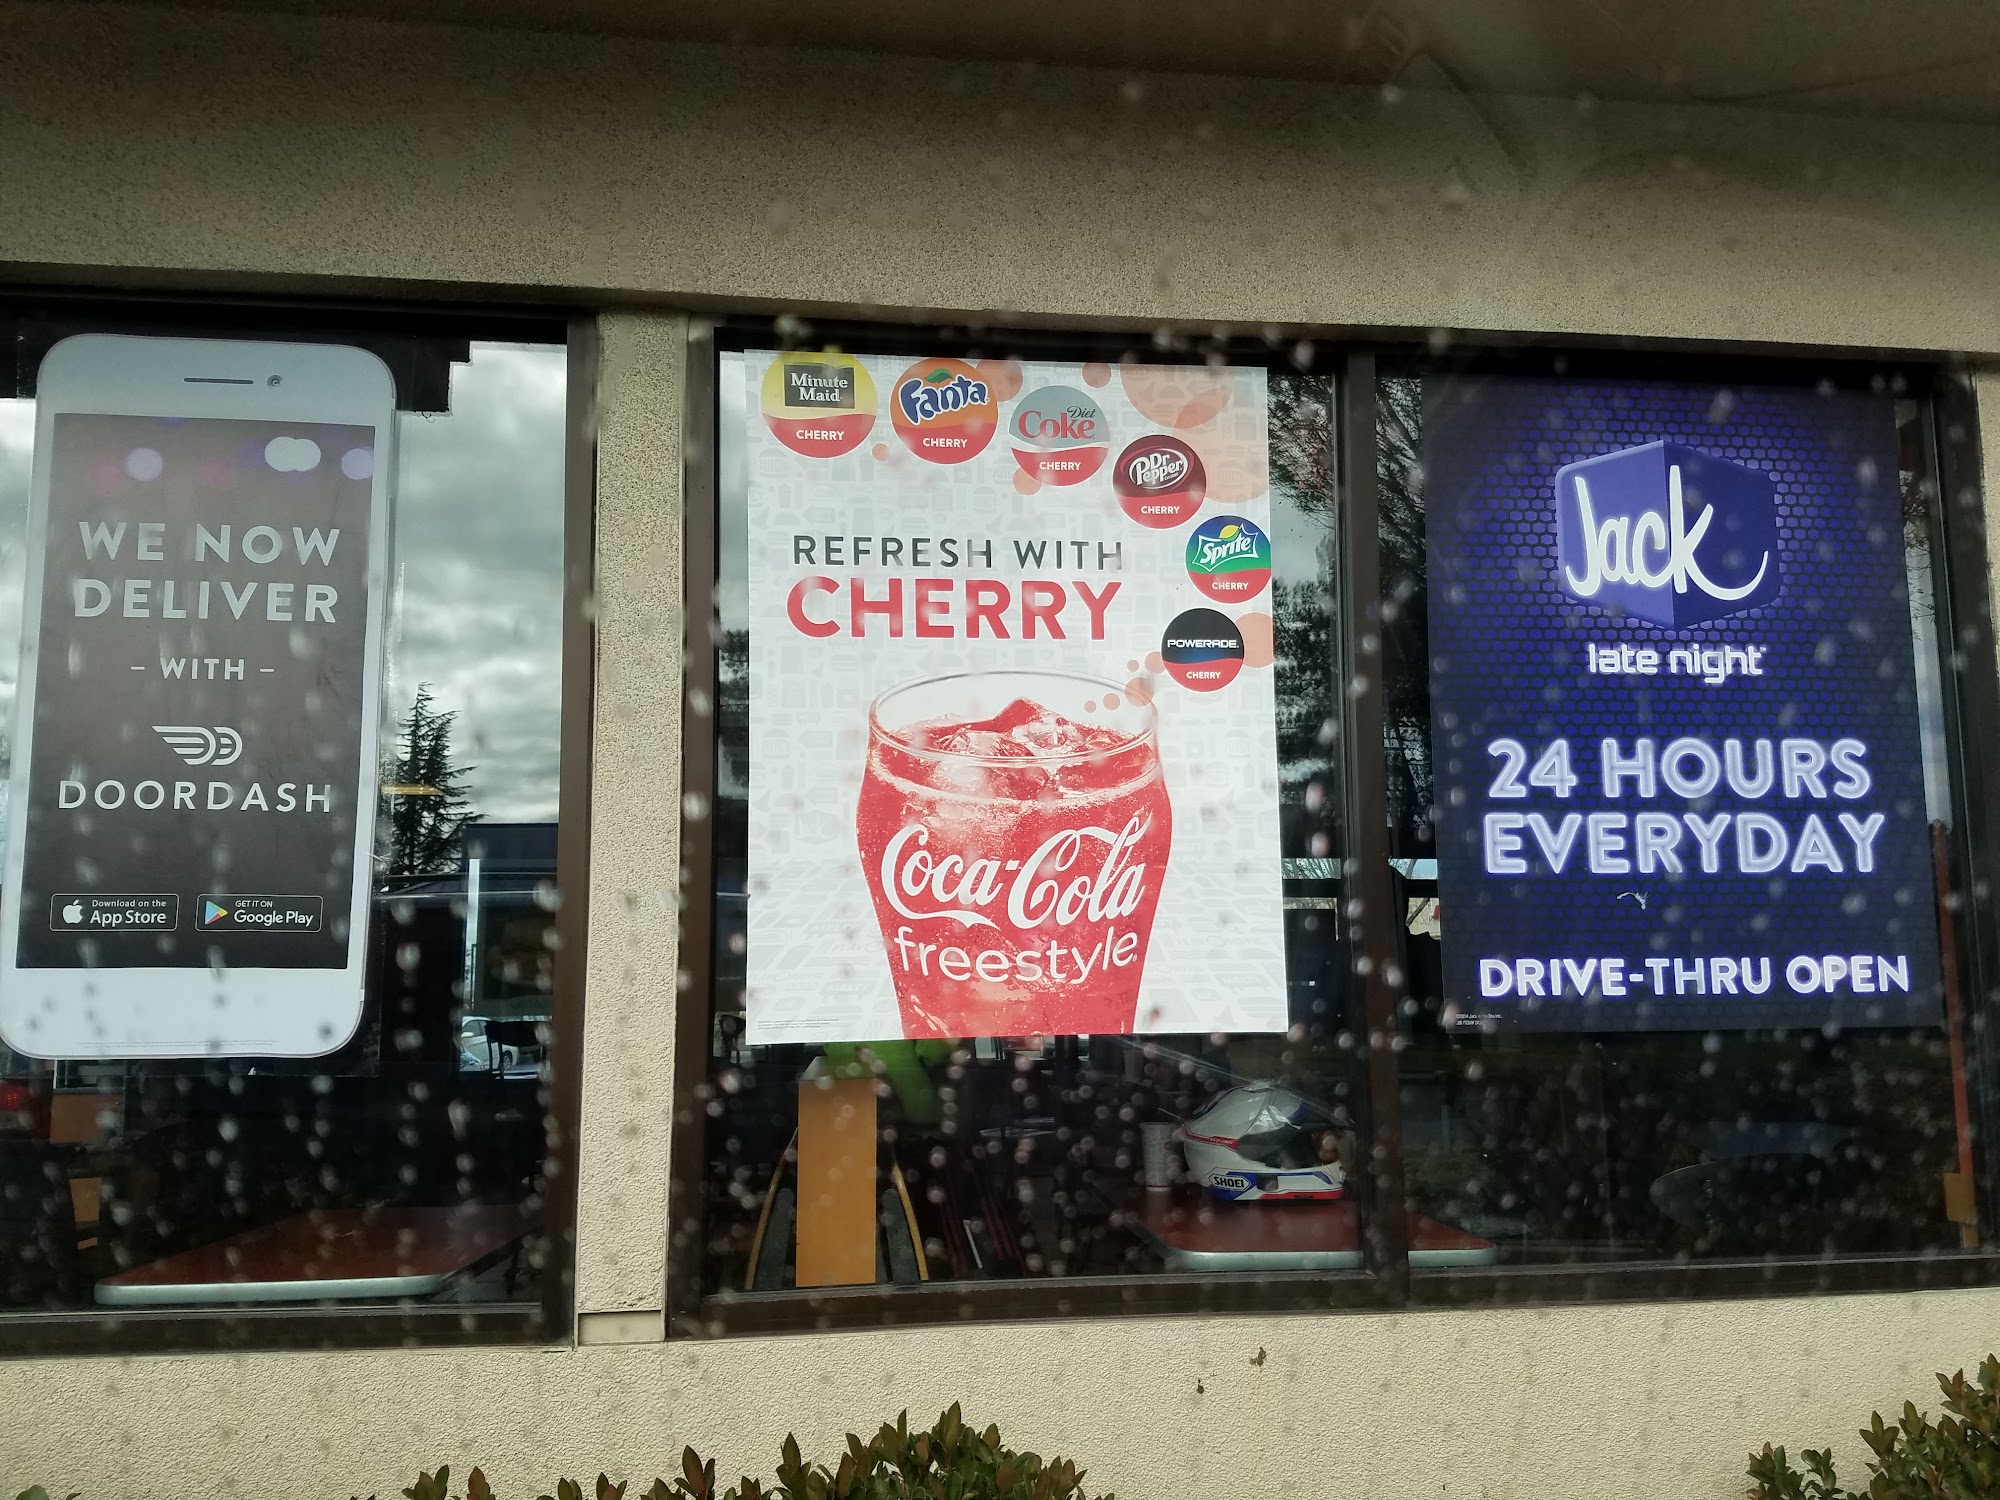 WE NOW
DELIVER
- WITH -
DOORDASH
Download on the
App Store
GET IT ON
Google Play
Minute
Maid
CHERRY
Fanta
CHERRY
Diet
Coke
CHERRY
Dr
Pepper
CHERRY
Sprite
CHERRY
POWERADE
CHERRY
REFRESH WITH
CHERRY
Coca-Cola
freestyle
Jack
late night
24 HOURS
EVERYDAY
DRIVE-THRU OPEN
SHOEI